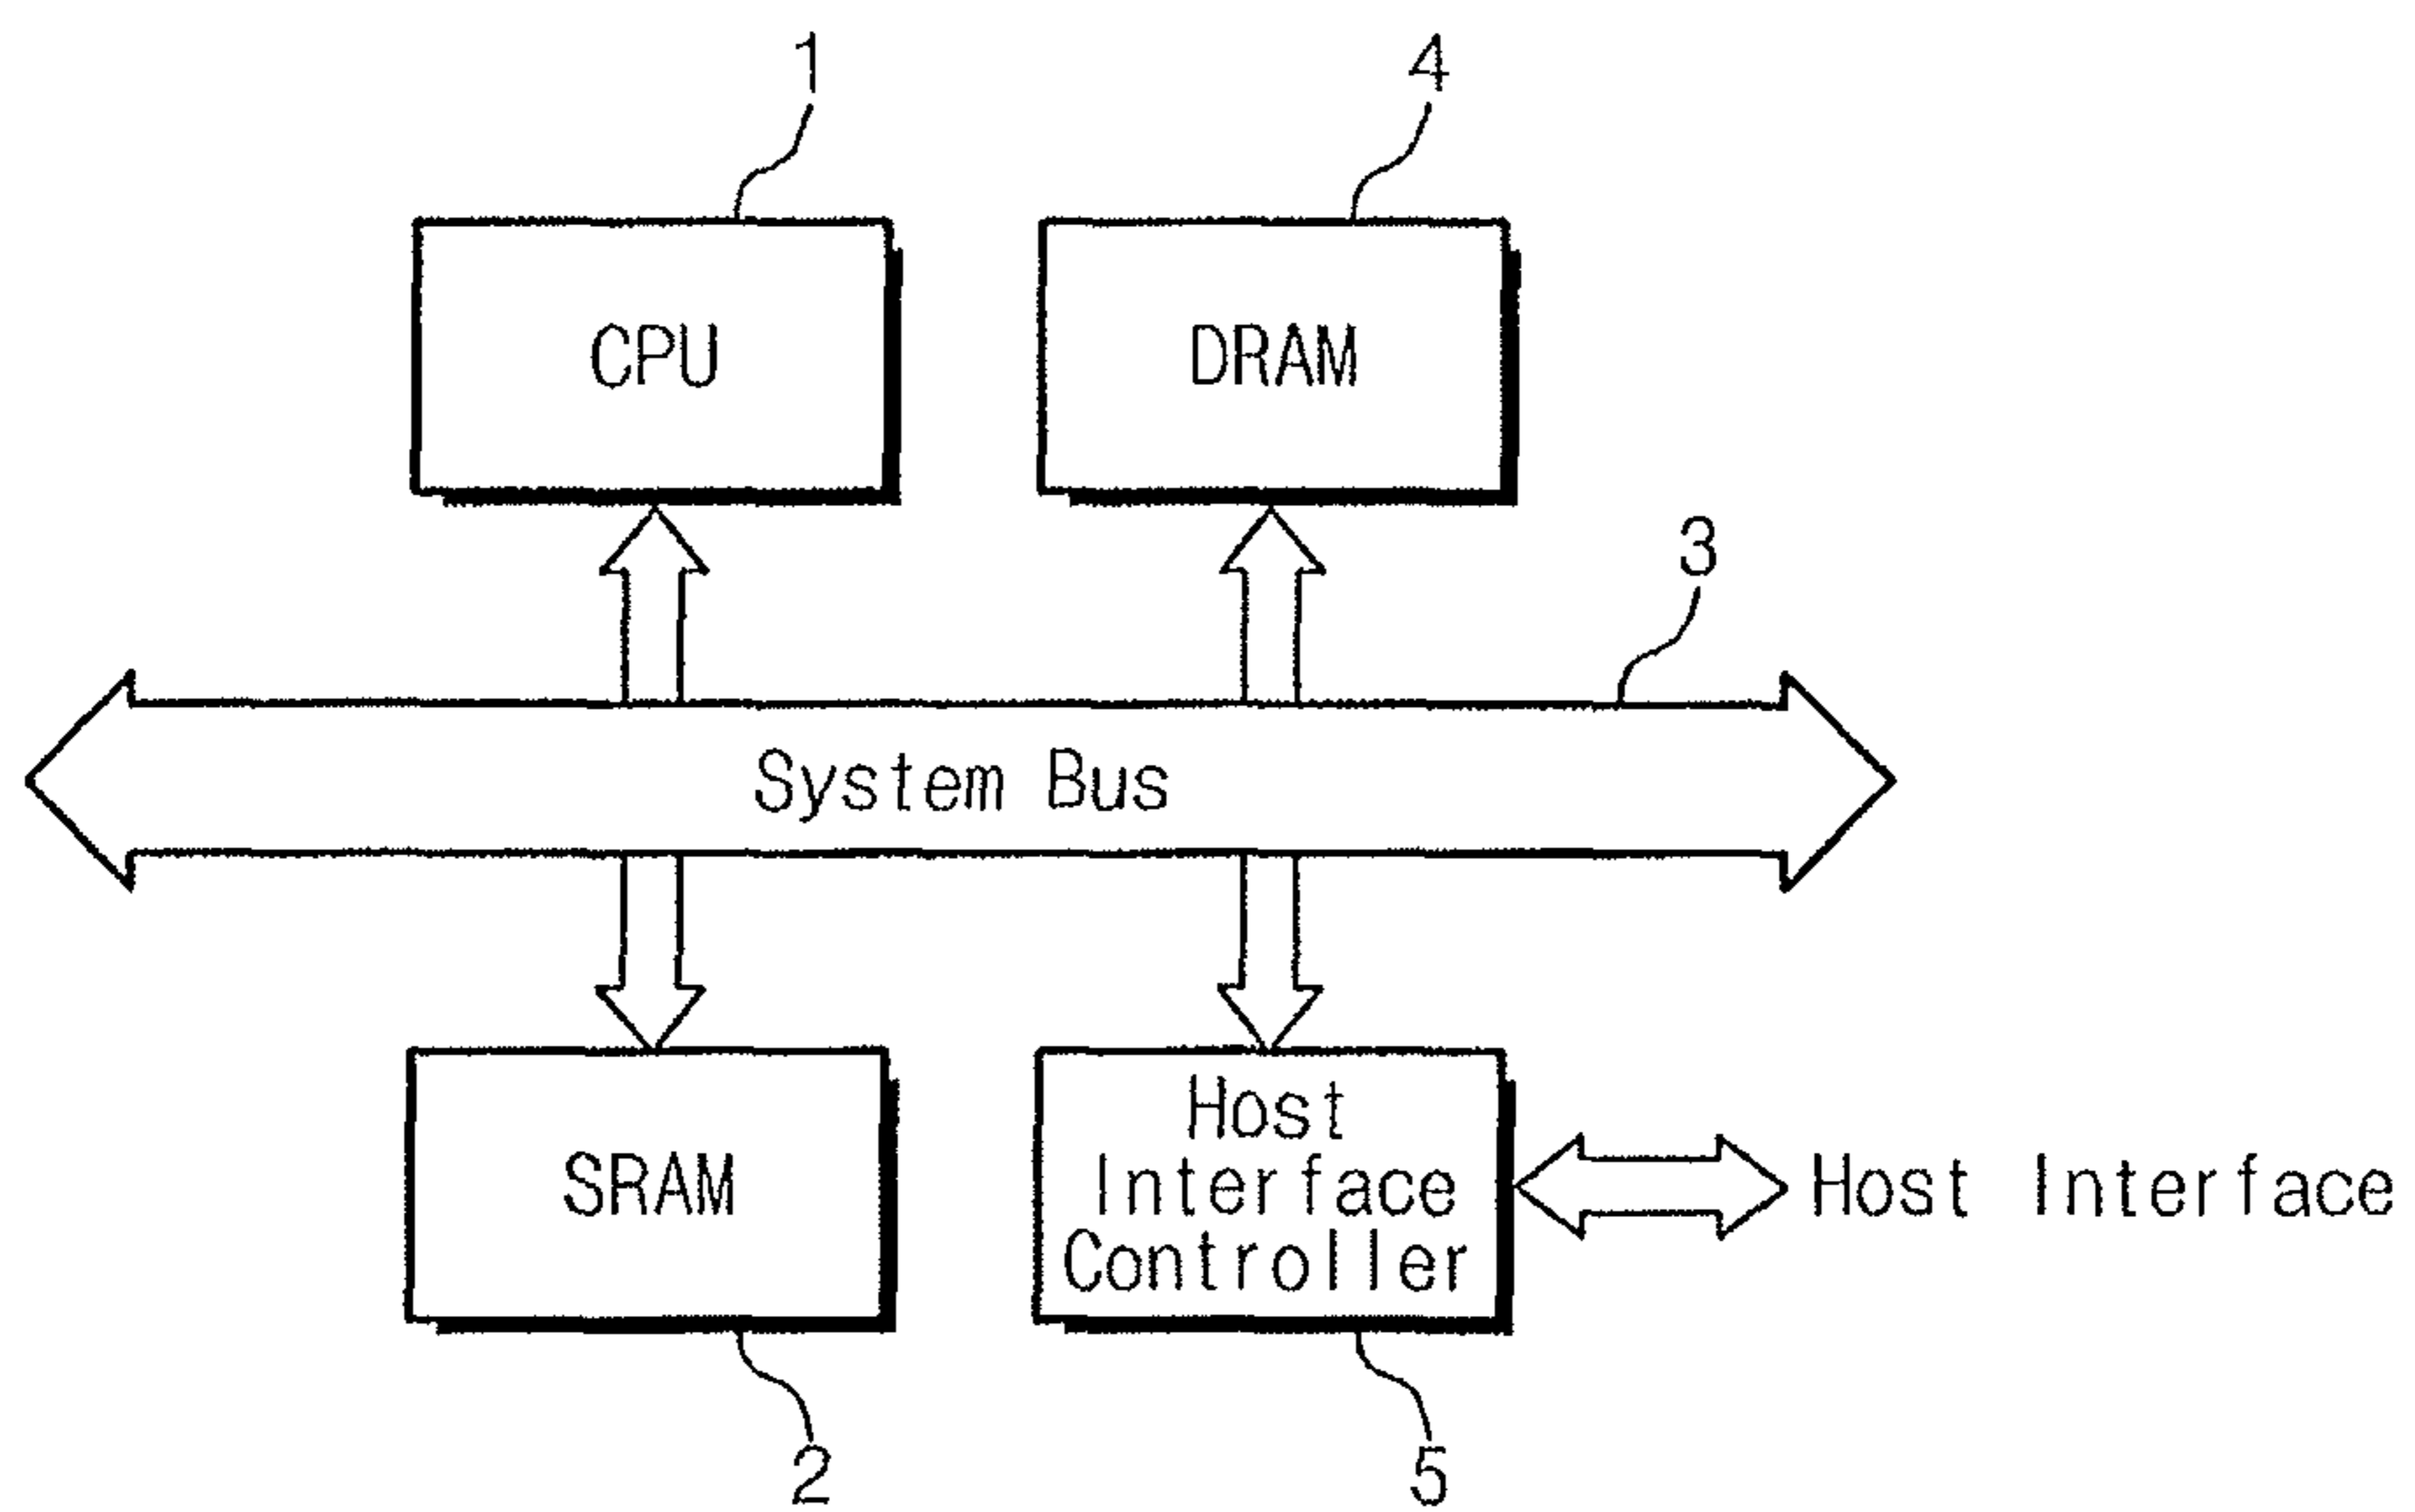 1
4
CPU
DRAM
3
System Bus
SRAM
Host
Interface
Controller
Host Interface
2
5